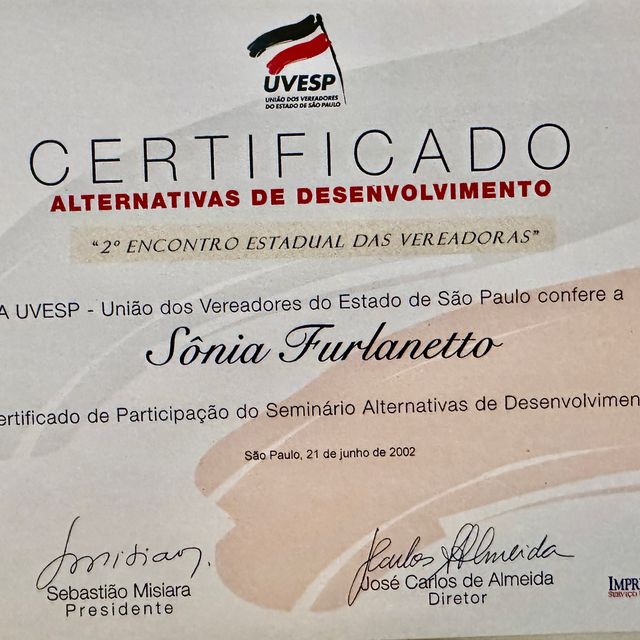 UVESP
UNIÃO DOS VEREADORES
DO ESTADO DE SÃO PAULO
CERTIFICADO
ALTERNATIVAS DE DESENVOLVIMENTO
"2º ENCONTRO ESTADUAL DAS VEREADORAS"
A UVESP - União dos Vereadores do Estado de São Paulo confere a
Sônia Furlanetto
ertificado de Participação do Seminário Alternativas de Desenvolvimen
São Paulo, 21 de junho de 2002
Sebastião Misiara
Presidente
José Carlos de Almeida
Diretor
IMPR
SERVIÇO